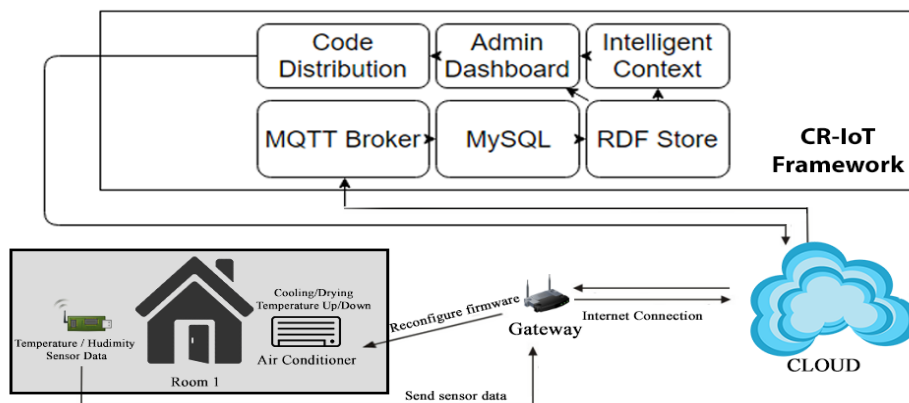 Code
Distribution
Admin
Dashboard
Intelligent
Context
MQTT Broker
MySQL
RDF Store
CR-IoT
Framework
Cooling/Drying
Temperature Up/Down
Temperature / Hudimity
Sensor Data
Room 1
Air Conditioner
Reconfigure firmware
Gateway
Internet Connection
CLOUD
Send sensor data